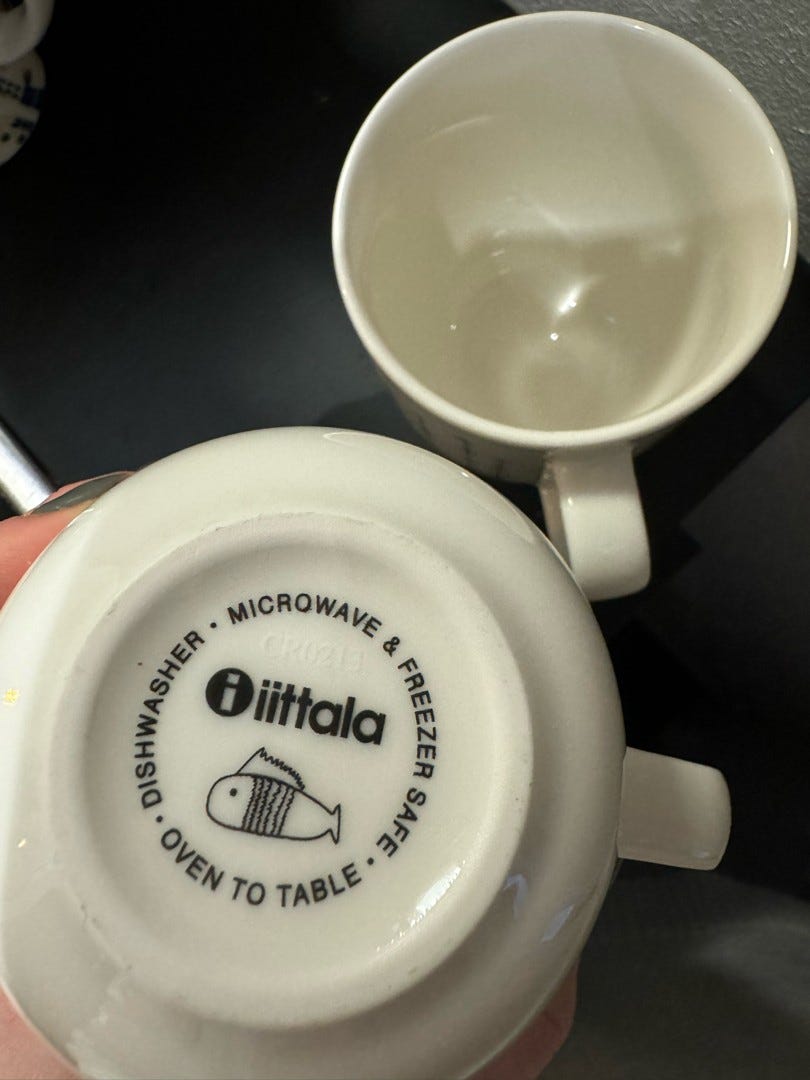 DISHWASHER • MICROWAVE & FREEZER SAFE • OVEN TO TABLE •
i iittala